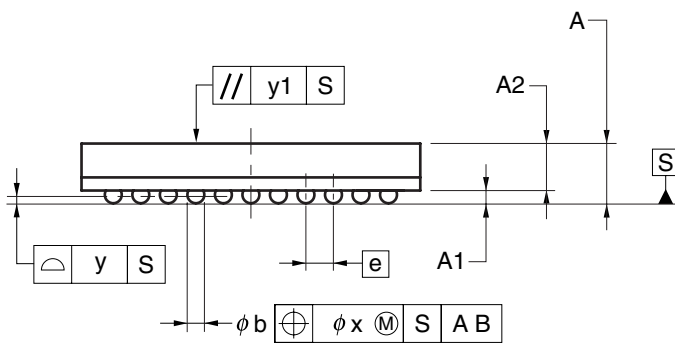 A
// y1 S
A2
S
⌓ y S
e
A1
φb ⌖ φx Ⓜ S A B